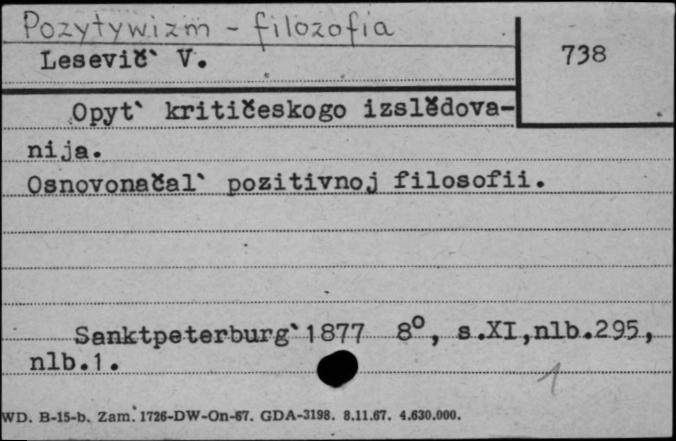 Pozytywizm - filozofia
Lesevič` V.
738
Opyt` kritičeskogo izslědova-
nija.
Osnovonačal` pozitivnoj filosofii.
Sanktpeterburg`1877 8°, s.XI,nlb.295,
nlb.1.
1
WD. B-15-b. Zam. 1726-DW-On-67. GDA-3198. 8.11.67. 4.630.000.